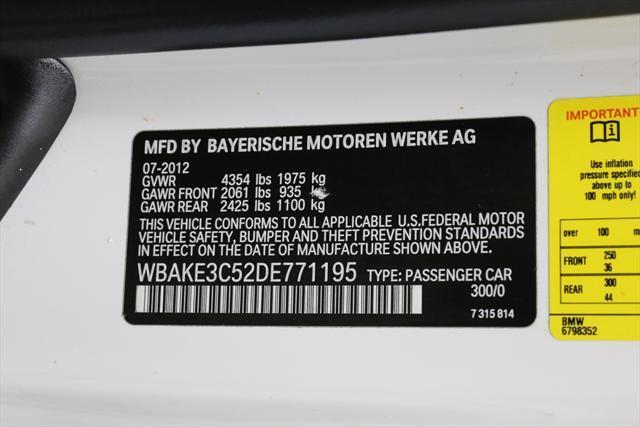 MFD BY BAYERISCHE MOTOREN WERKE AG
07-2012
GVWR 4354 lbs 1975 kg
GAWR FRONT 2061 lbs 935 kg
GAWR REAR 2425 lbs 1100 kg
THIS VEHICLE CONFORMS TO ALL APPLICABLE U.S.FEDERAL MOTOR
VEHICLE SAFETY, BUMPER AND THEFT PREVENTION STANDARDS
IN EFFECT ON THE DATE OF MANUFACTURE SHOWN ABOVE
WBAKE3C52DE771195 TYPE: PASSENGER CAR
300/0
7 315 814
IMPORTANT
Use inflation
pressure specified
above up to
100 mph only!
over 100 m
FRONT 250
36
REAR 300
44
BMW
6798352